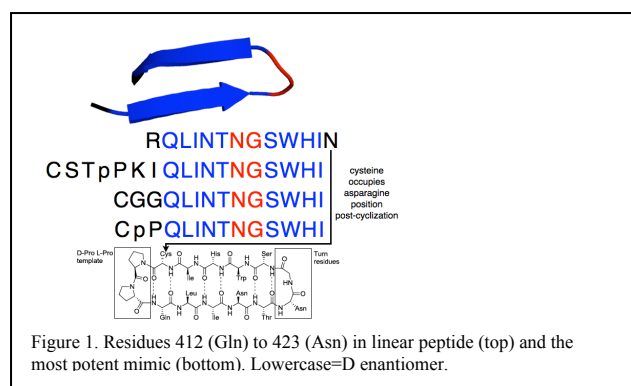 RQLINTNGSWHIN
CSTpPKIQLINTNGSWHI
CGGQLINTNGSWHI
CpPQLINTNGSWHI
cysteine
occupies
asparagine
position
post-cyclization
D-Pro L-Pro
template
Cys
His
Ser
Turn
residues
Ile
Trp
Leu
Asn
Asn
Gln
Ile
Thr
O H N O H N O H N O
N O N H O N H O N H O NH
O N O N H O N H O N H O
Figure 1. Residues 412 (Gln) to 423 (Asn) in linear peptide (top) and the
most potent mimic (bottom). Lowercase=D enantiomer.